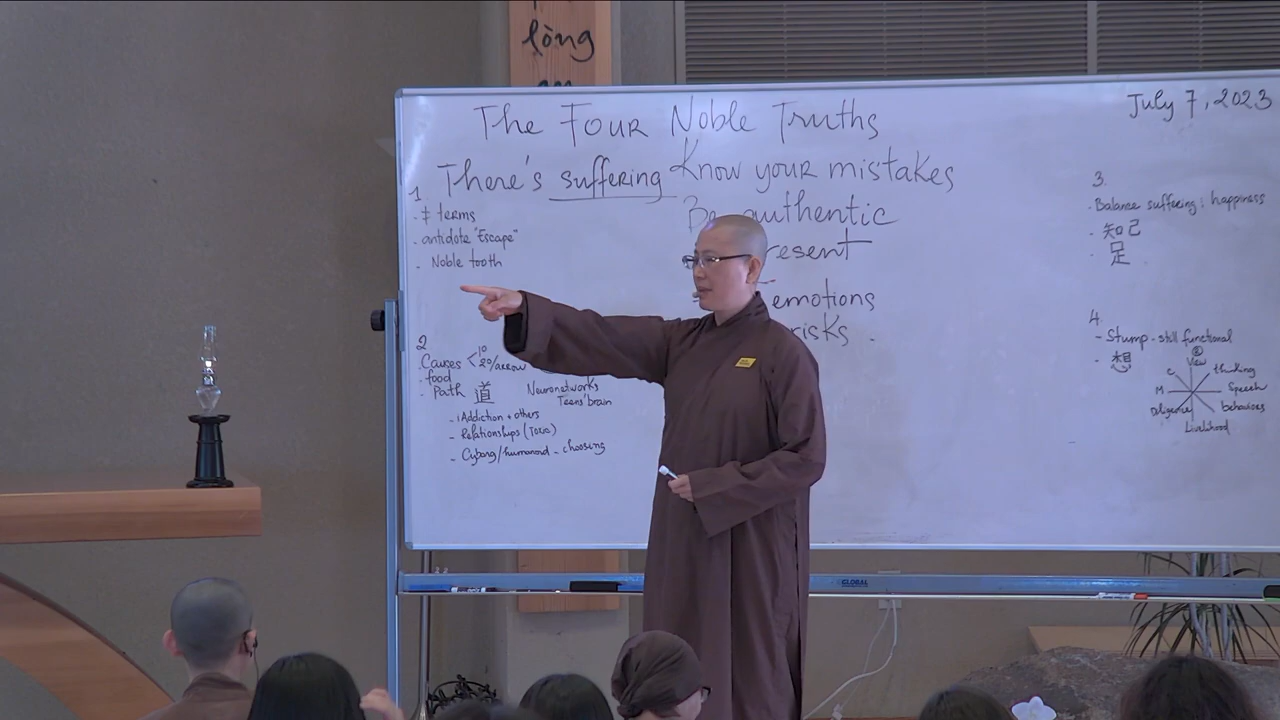 lòng
July 7, 2023
The Four Noble Truths
There's suffering
Know your mistakes
authentic
resent
emotions
risks.
1
‡ terms
. antidote "Escape"
. Noble tooth
2
Causes < 10
2º/arrow
. food
- Path 道
Neuronetworks
Teens' brain
- Addiction + others
- Relationships (Toxic)
- Cyborg/humanoid - choosing
3.
. Balance suffering : happiness
. 知己
. 足
4.
- Stump - still functional
. 想
View
thinking
C
M
Speech
Diligence
behaviors
Livelihood
GLOBAL